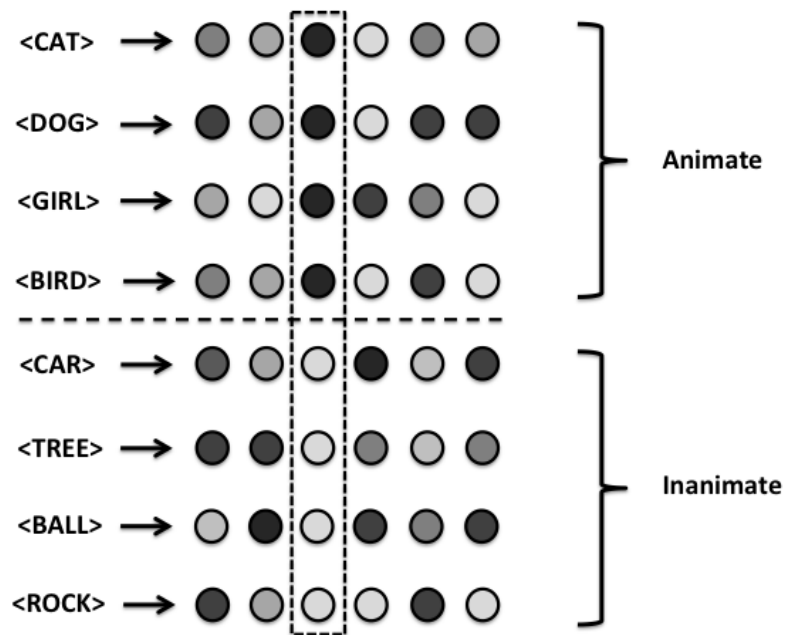 <CAT>
<DOG>
<GIRL>
<BIRD>
Animate
<CAR>
<TREE>
<BALL>
<ROCK>
Inanimate